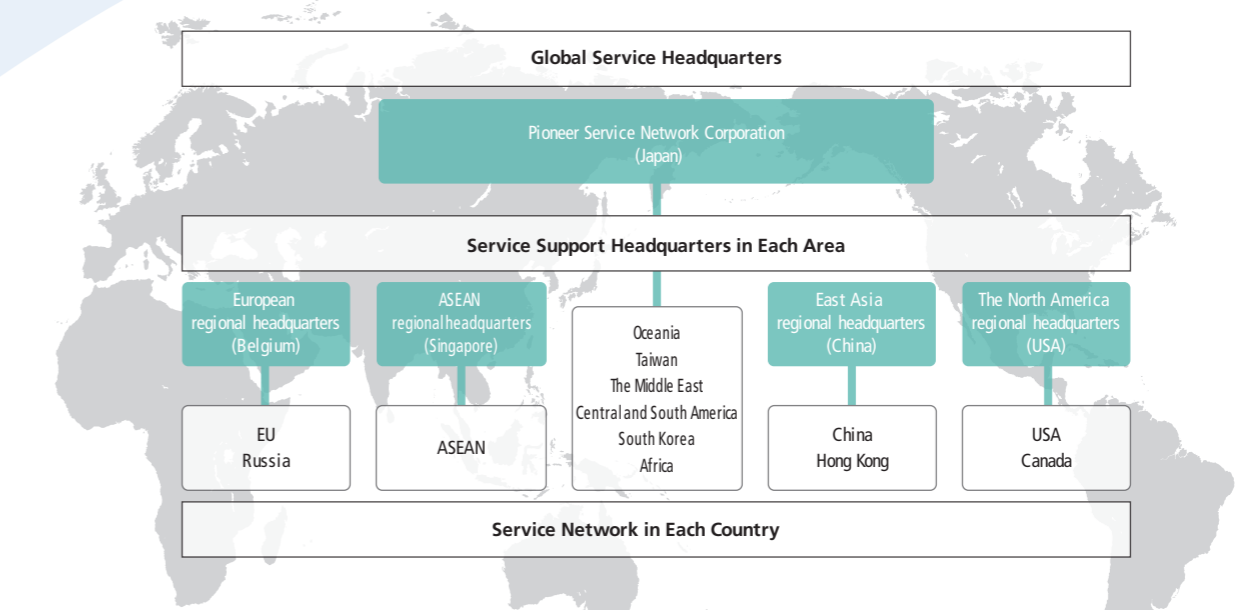 Global Service Headquarters
Pioneer Service Network Corporation
(Japan)
Service Support Headquarters in Each Area
European
regional headquarters
(Belgium)
ASEAN
regional headquarters
(Singapore)
Oceania
Taiwan
The Middle East
Central and South America
South Korea
Africa
East Asia
regional headquarters
(China)
The North America
regional headquarters
(USA)
EU
Russia
ASEAN
China
Hong Kong
USA
Canada
Service Network in Each Country